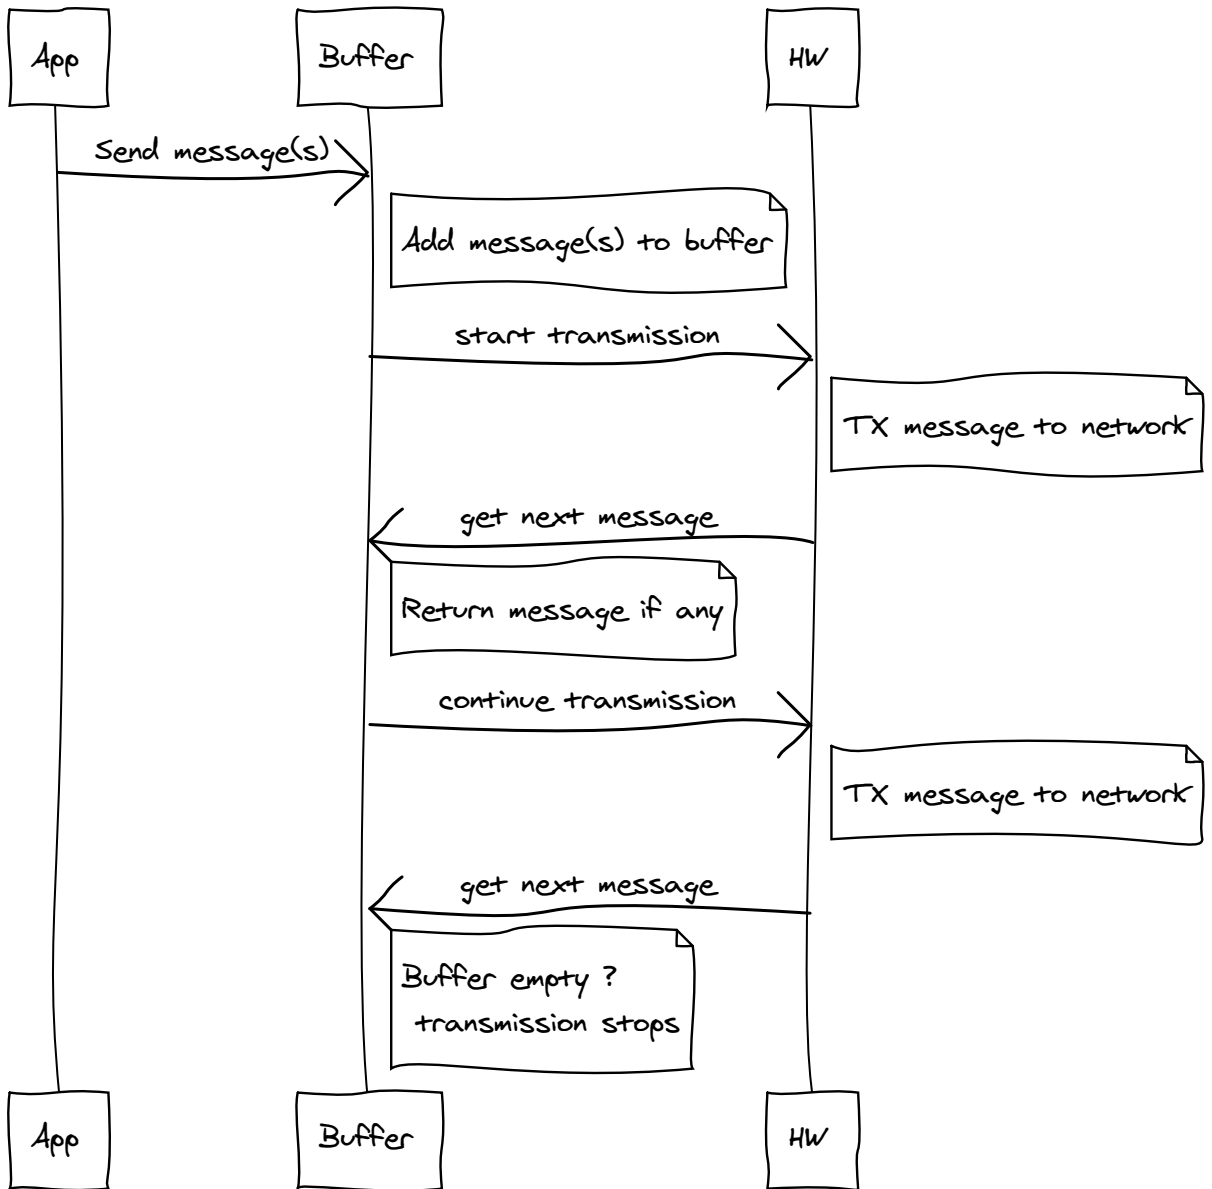 App
Buffer
HW
Send message(s)
Add message(s) to buffer
start transmission
TX message to network
get next message
Return message if any
continue transmission
TX message to network
get next message
Buffer empty ?
transmission stops
App
Buffer
HW